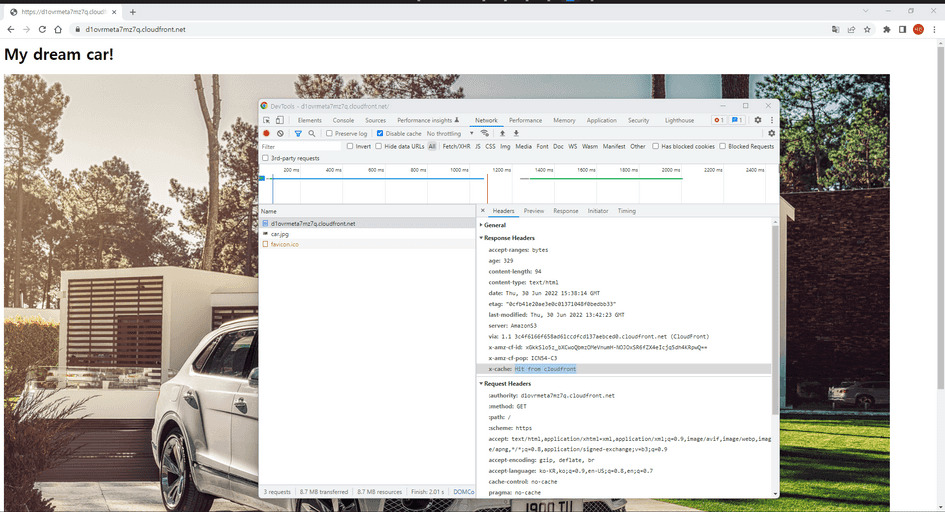 https://d1ovrmeta7mz7q.cloudfront
d1ovrmeta7mz7q.cloudfront.net
My dream car!
DevTools - d1ovrmeta7mz7q.cloudfront.net/
Elements Console Sources Performance insights Network Performance Memory Application Security Lighthouse 1 1
Preserve log Disable cache No throttling
Filter Invert Hide data URLs All Fetch/XHR JS CSS Img Media Font Doc WS Wasm Manifest Other Has blocked cookies Blocked Requests
3rd-party requests
200 ms 400 ms 600 ms 800 ms 1000 ms 1200 ms 1400 ms 1600 ms 1800 ms 2000 ms 2200 ms 2400 ms
Name
d1ovrmeta7mz7q.cloudfront.net
car.jpg
favicon.ico
Headers Preview Response Initiator Timing
General
Response Headers
accept-ranges: bytes
age: 329
content-length: 94
content-type: text/html
date: Thu, 30 Jun 2022 15:38:14 GMT
etag: "0cfb41e20ae3e0c01371048f0bedbb33"
last-modified: Thu, 30 Jun 2022 13:42:23 GMT
server: AmazonS3
via: 1.1 3c4f6166f658ad61ccdfcd137aebced0.cloudfront.net (CloudFront)
x-amz-cf-id:
x-amz-cf-pop: ICN54-C3
x-cache: Hit from cloudfront
Request Headers
:authority: d1ovrmeta7mz7q.cloudfront.net
:method: GET
:path: /
:scheme: https
accept: text/html,application/xhtml+xml,application/xml;q=0.9,image/avif,image/webp,imag
e/apng,*/*;q=0.8,application/signed-exchange;v=b3;q=0.9
accept-encoding: gzip, deflate, br
accept-language: ko-KR,ko;q=0.9,en-US;q=0.8,en;q=0.7
cache-control: no-cache
pragma: no-cache
3 requests 8.7 MB transferred 8.7 MB resources Finish: 2.01 s DOMCo